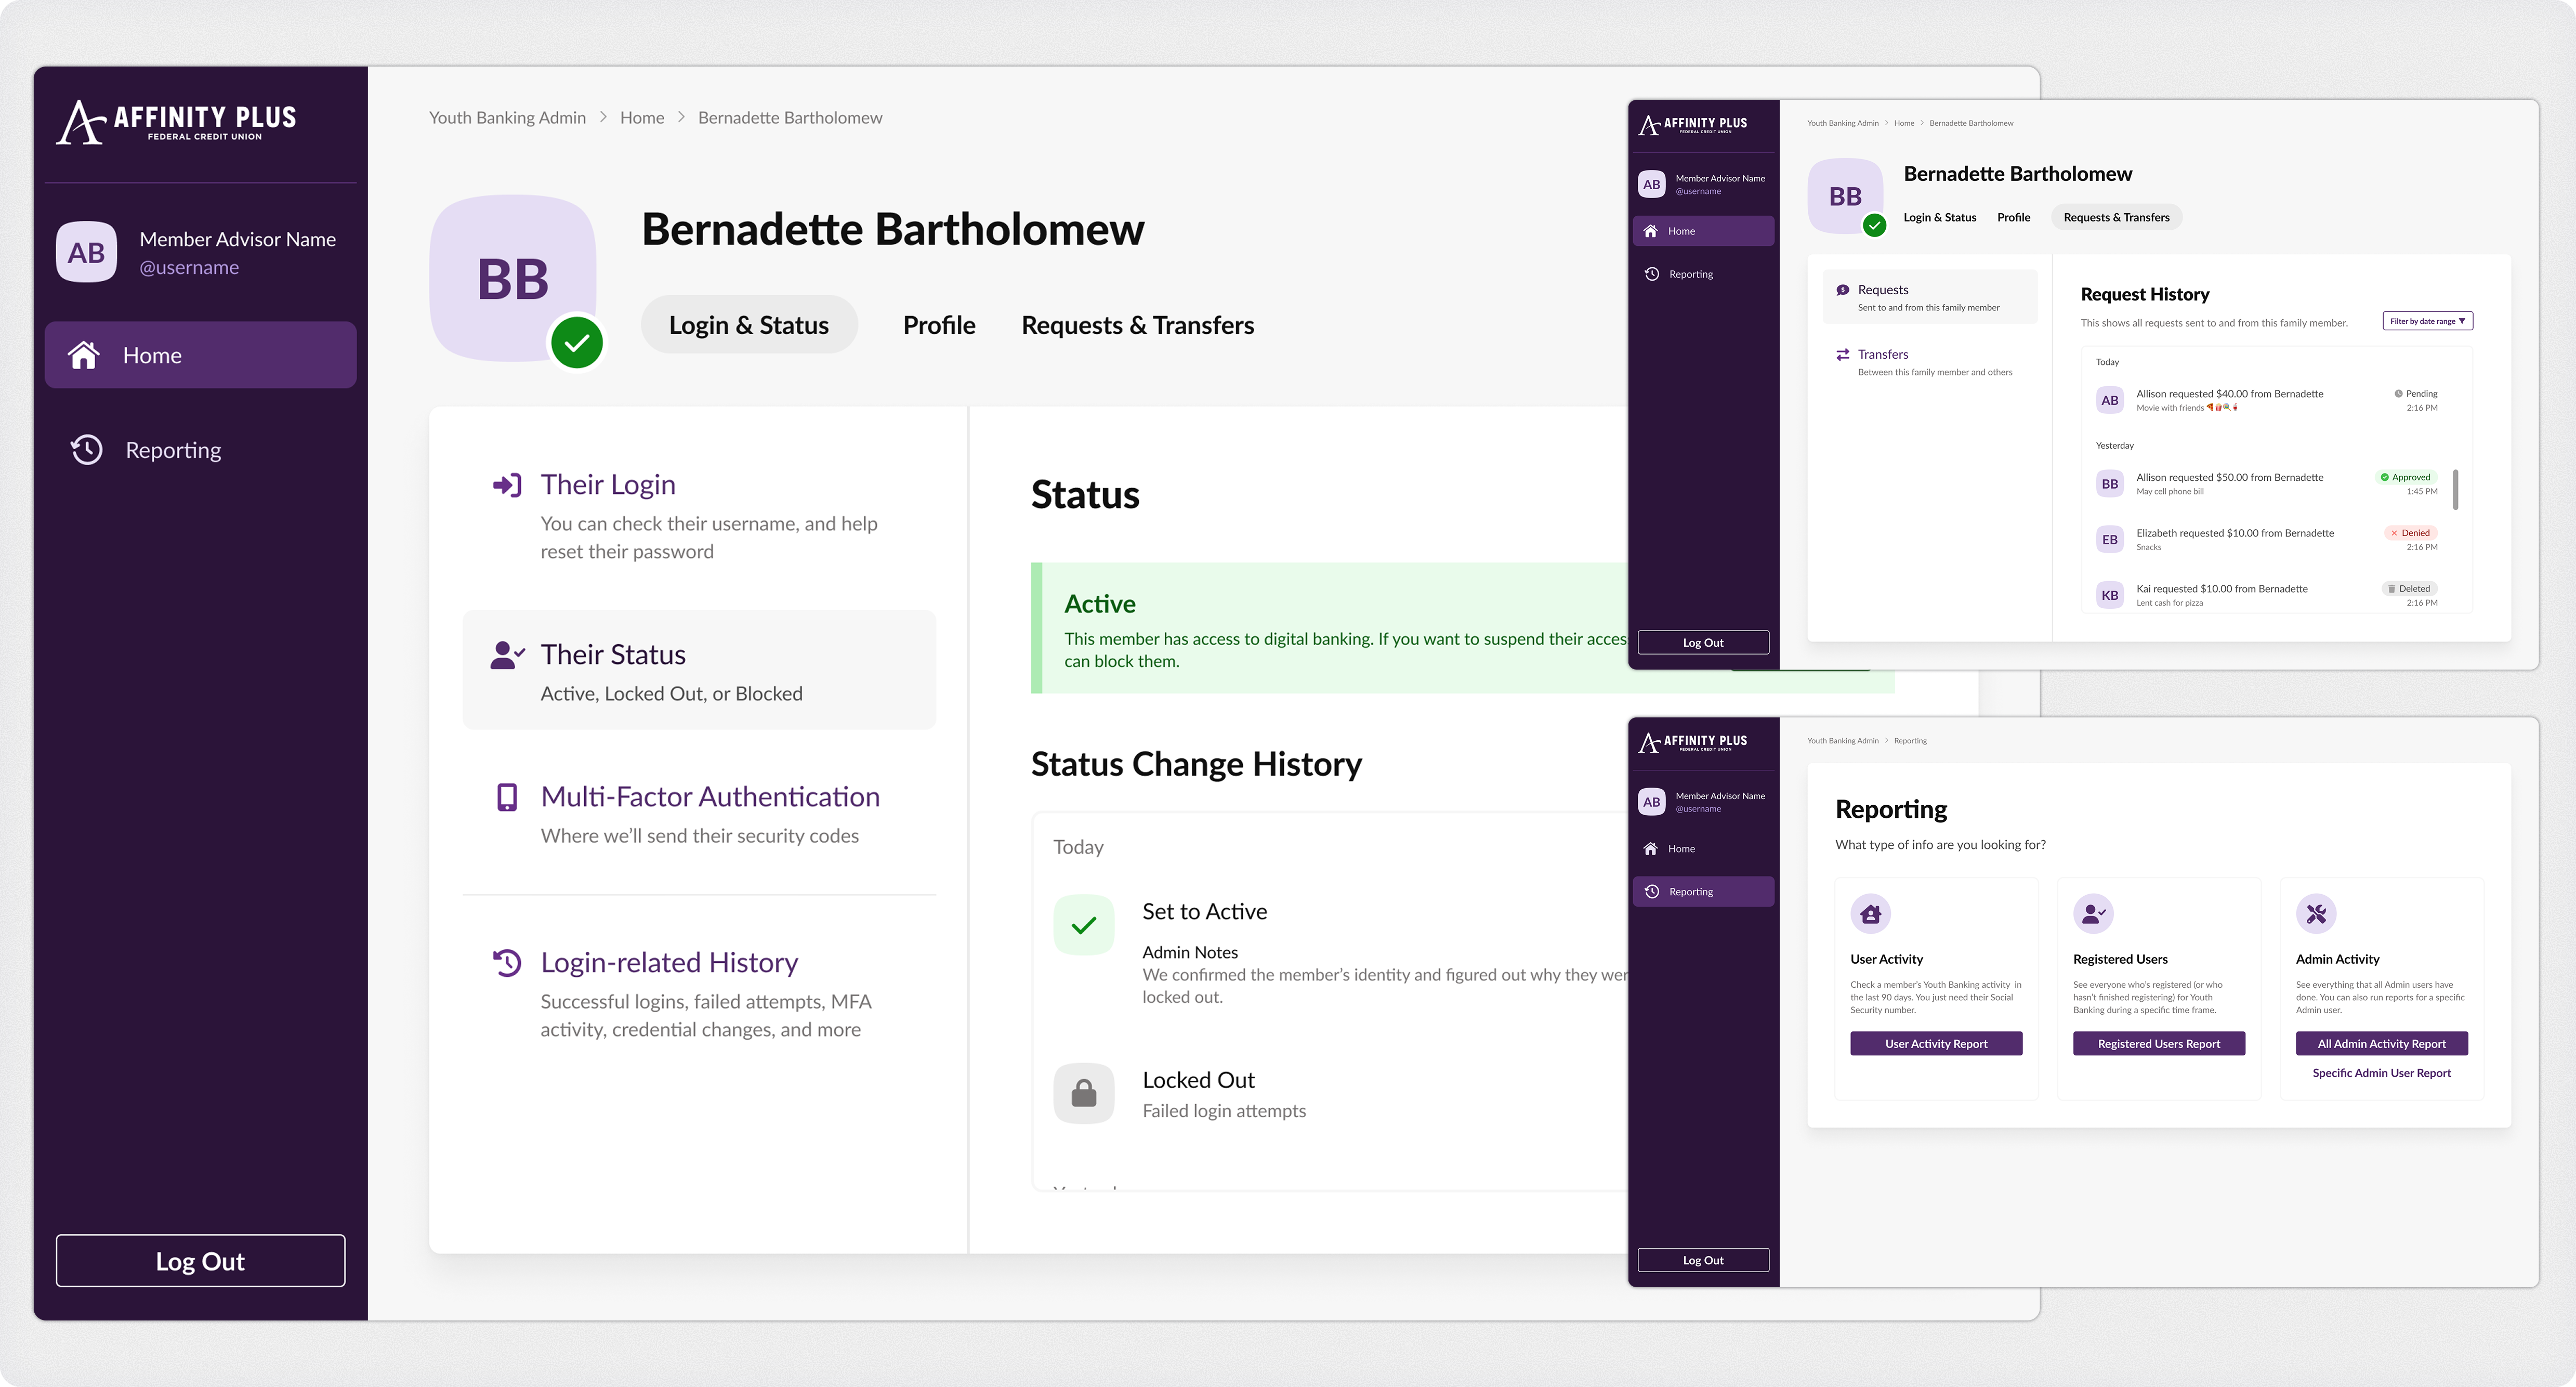 AFFINITY PLUS
FEDERAL CREDIT UNION
AB
Member Advisor Name
@username
Home
Reporting
Log Out
Youth Banking Admin > Home > Bernadette Bartholomew
BB
Bernadette Bartholomew
Login & Status
Profile
Requests & Transfers
Their Login
You can check their username, and help
reset their password
Their Status
Active, Locked Out, or Blocked
Multi-Factor Authentication
Where we'll send their security codes
Login-related History
Successful logins, failed attempts, MFA
activity, credential changes, and more
Status
Active
This member has access to digital banking. If you want to suspend their acces
can block them.
Status Change History
Today
Set to Active
Admin Notes
We confirmed the member's identity and figured out why they wer
locked out.
Locked Out
Failed login attempts
AFFINITY PLUS
FEDERAL CREDIT UNION
AB
Member Advisor Name
@username
Home
Reporting
Log Out
Youth Banking Admin > Home > Bernadette Bartholomew
BB
Bernadette Bartholomew
Login & Status
Profile
Requests & Transfers
Requests
Sent to and from this family member
Transfers
Between this family member and others
Request History
This shows all requests sent to and from this family member.
Filter by date range
Today
AB
Allison requested $40.00 from Bernadette
Movie with friends
Pending
2:16 PM
Yesterday
BB
Allison requested $50.00 from Bernadette
May cell phone bill
Approved
1:45 PM
EB
Elizabeth requested $10.00 from Bernadette
Snacks
Denied
2:16 PM
KB
Kai requested $10.00 from Bernadette
Lent cash for pizza
Deleted
2:16 PM
AFFINITY PLUS
FEDERAL CREDIT UNION
AB
Member Advisor Name
@username
Home
Reporting
Log Out
Youth Banking Admin > Reporting
Reporting
What type of info are you looking for?
User Activity
Check a member's Youth Banking activity in
the last 90 days. You just need their Social
Security number.
User Activity Report
Registered Users
See everyone who's registered (or who
hasn't finished registering) for Youth
Banking during a specific time frame.
Registered Users Report
Admin Activity
See everything that all Admin users have
done. You can also run reports for a specific
Admin user.
All Admin Activity Report
Specific Admin User Report